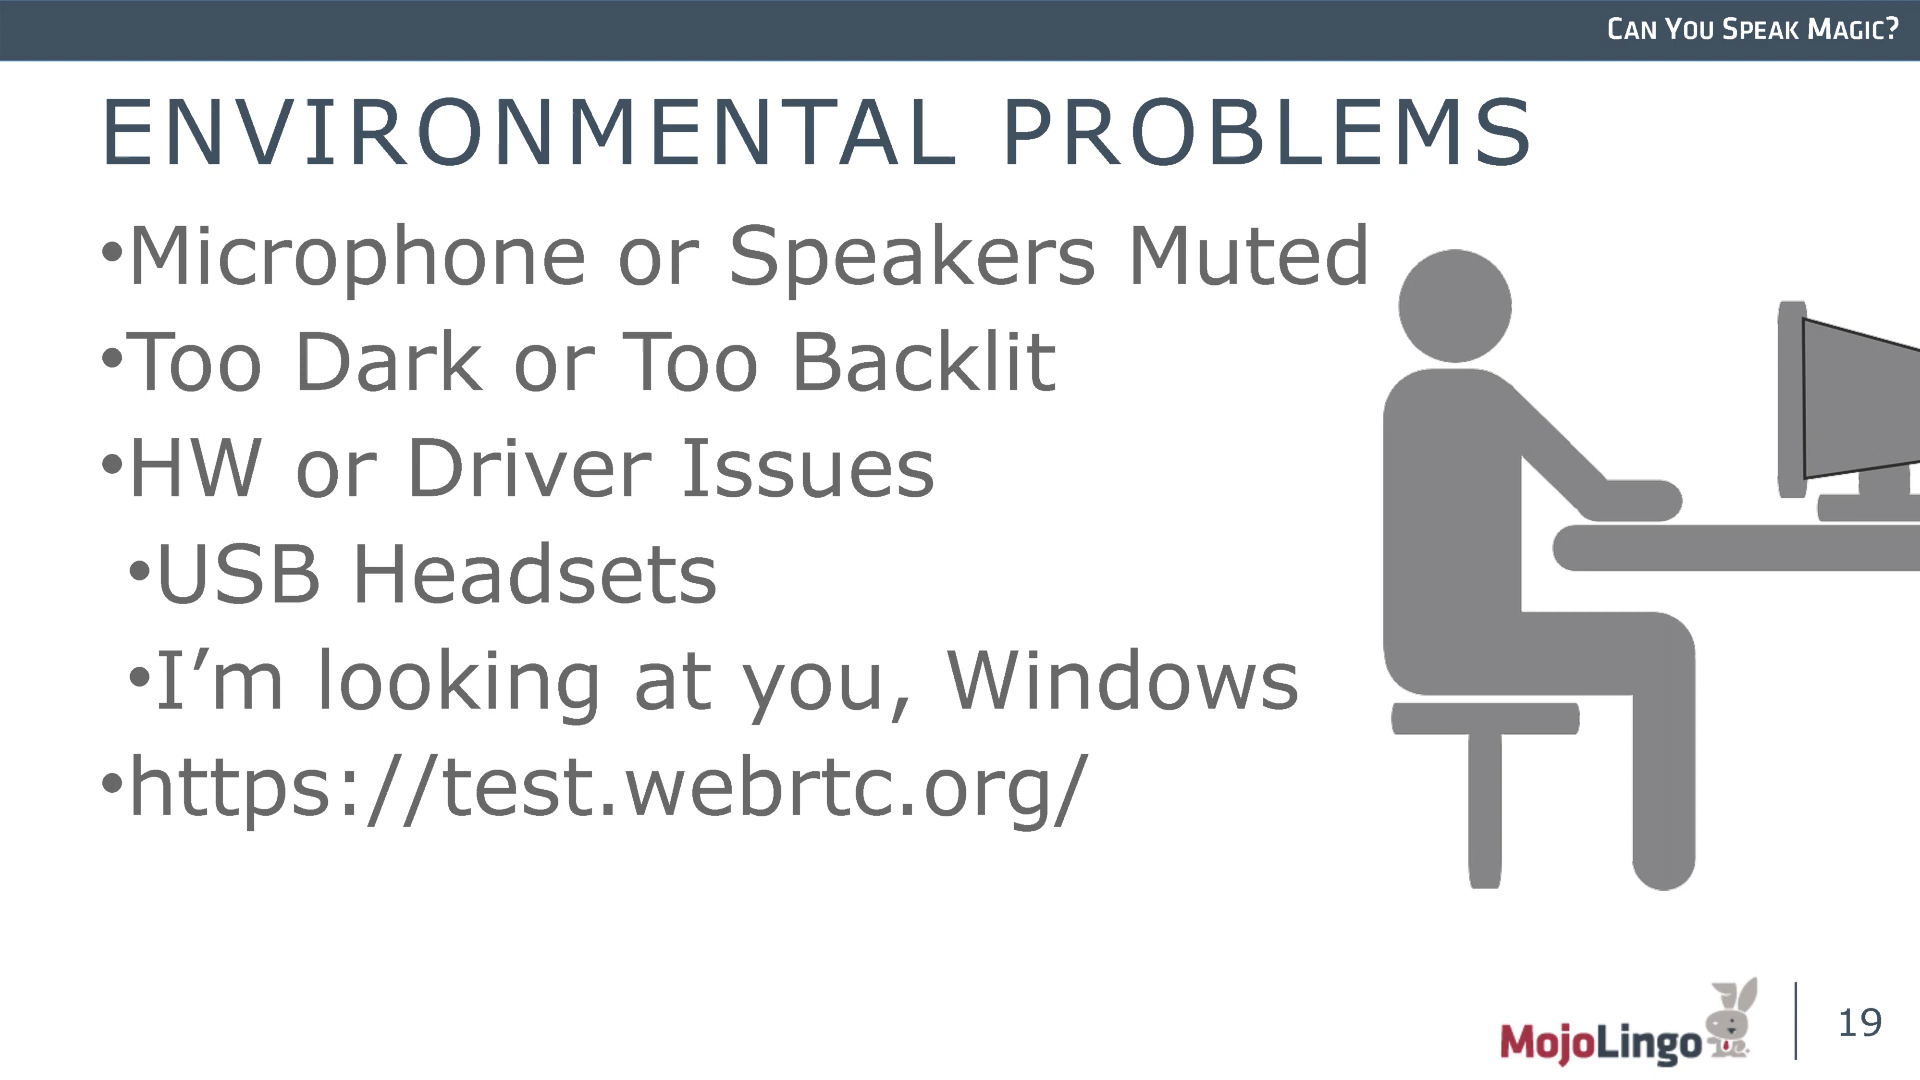 CAN YOU SPEAK MAGIC?
ENVIRONMENTAL PROBLEMS
•Microphone or Speakers Muted
•Too Dark or Too Backlit
•HW or Driver Issues
•USB Headsets
•I’m looking at you, Windows
•https://test.webrtc.org/
MojoLingo
19